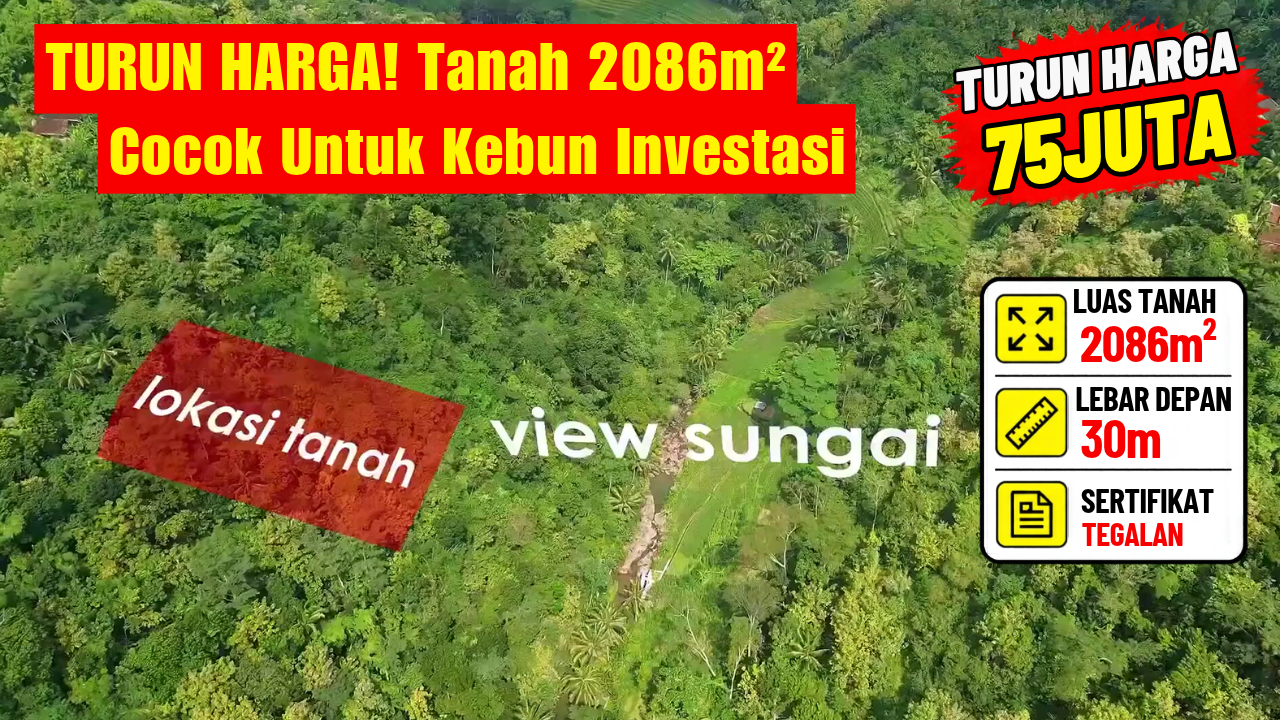 TURUN HARGA! Tanah 2086m²
Cocok Untuk Kebun Investasi
TURUN HARGA
75JUTA
LUAS TANAH
2086m²
LEBAR DEPAN
30m
SERTIFIKAT
TEGALAN
lokasi tanah
view sungai